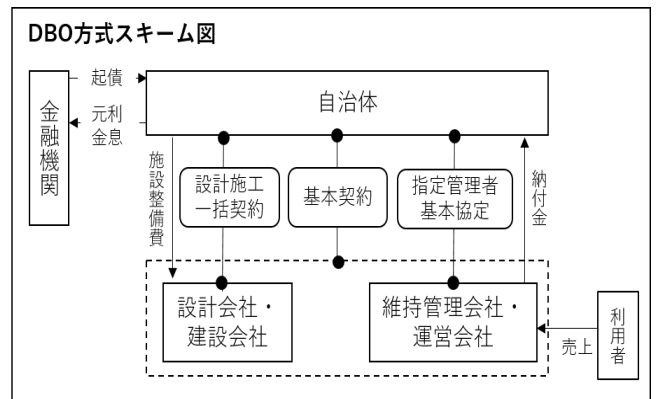 DBO方式スキーム図
金融機関
起債
元利
金息
自治体
施設整備費
設計施工
一括契約
基本契約
指定管理者
基本協定
納付金
設計会社・
建設会社
維持管理会社・
運営会社
売上
利用者